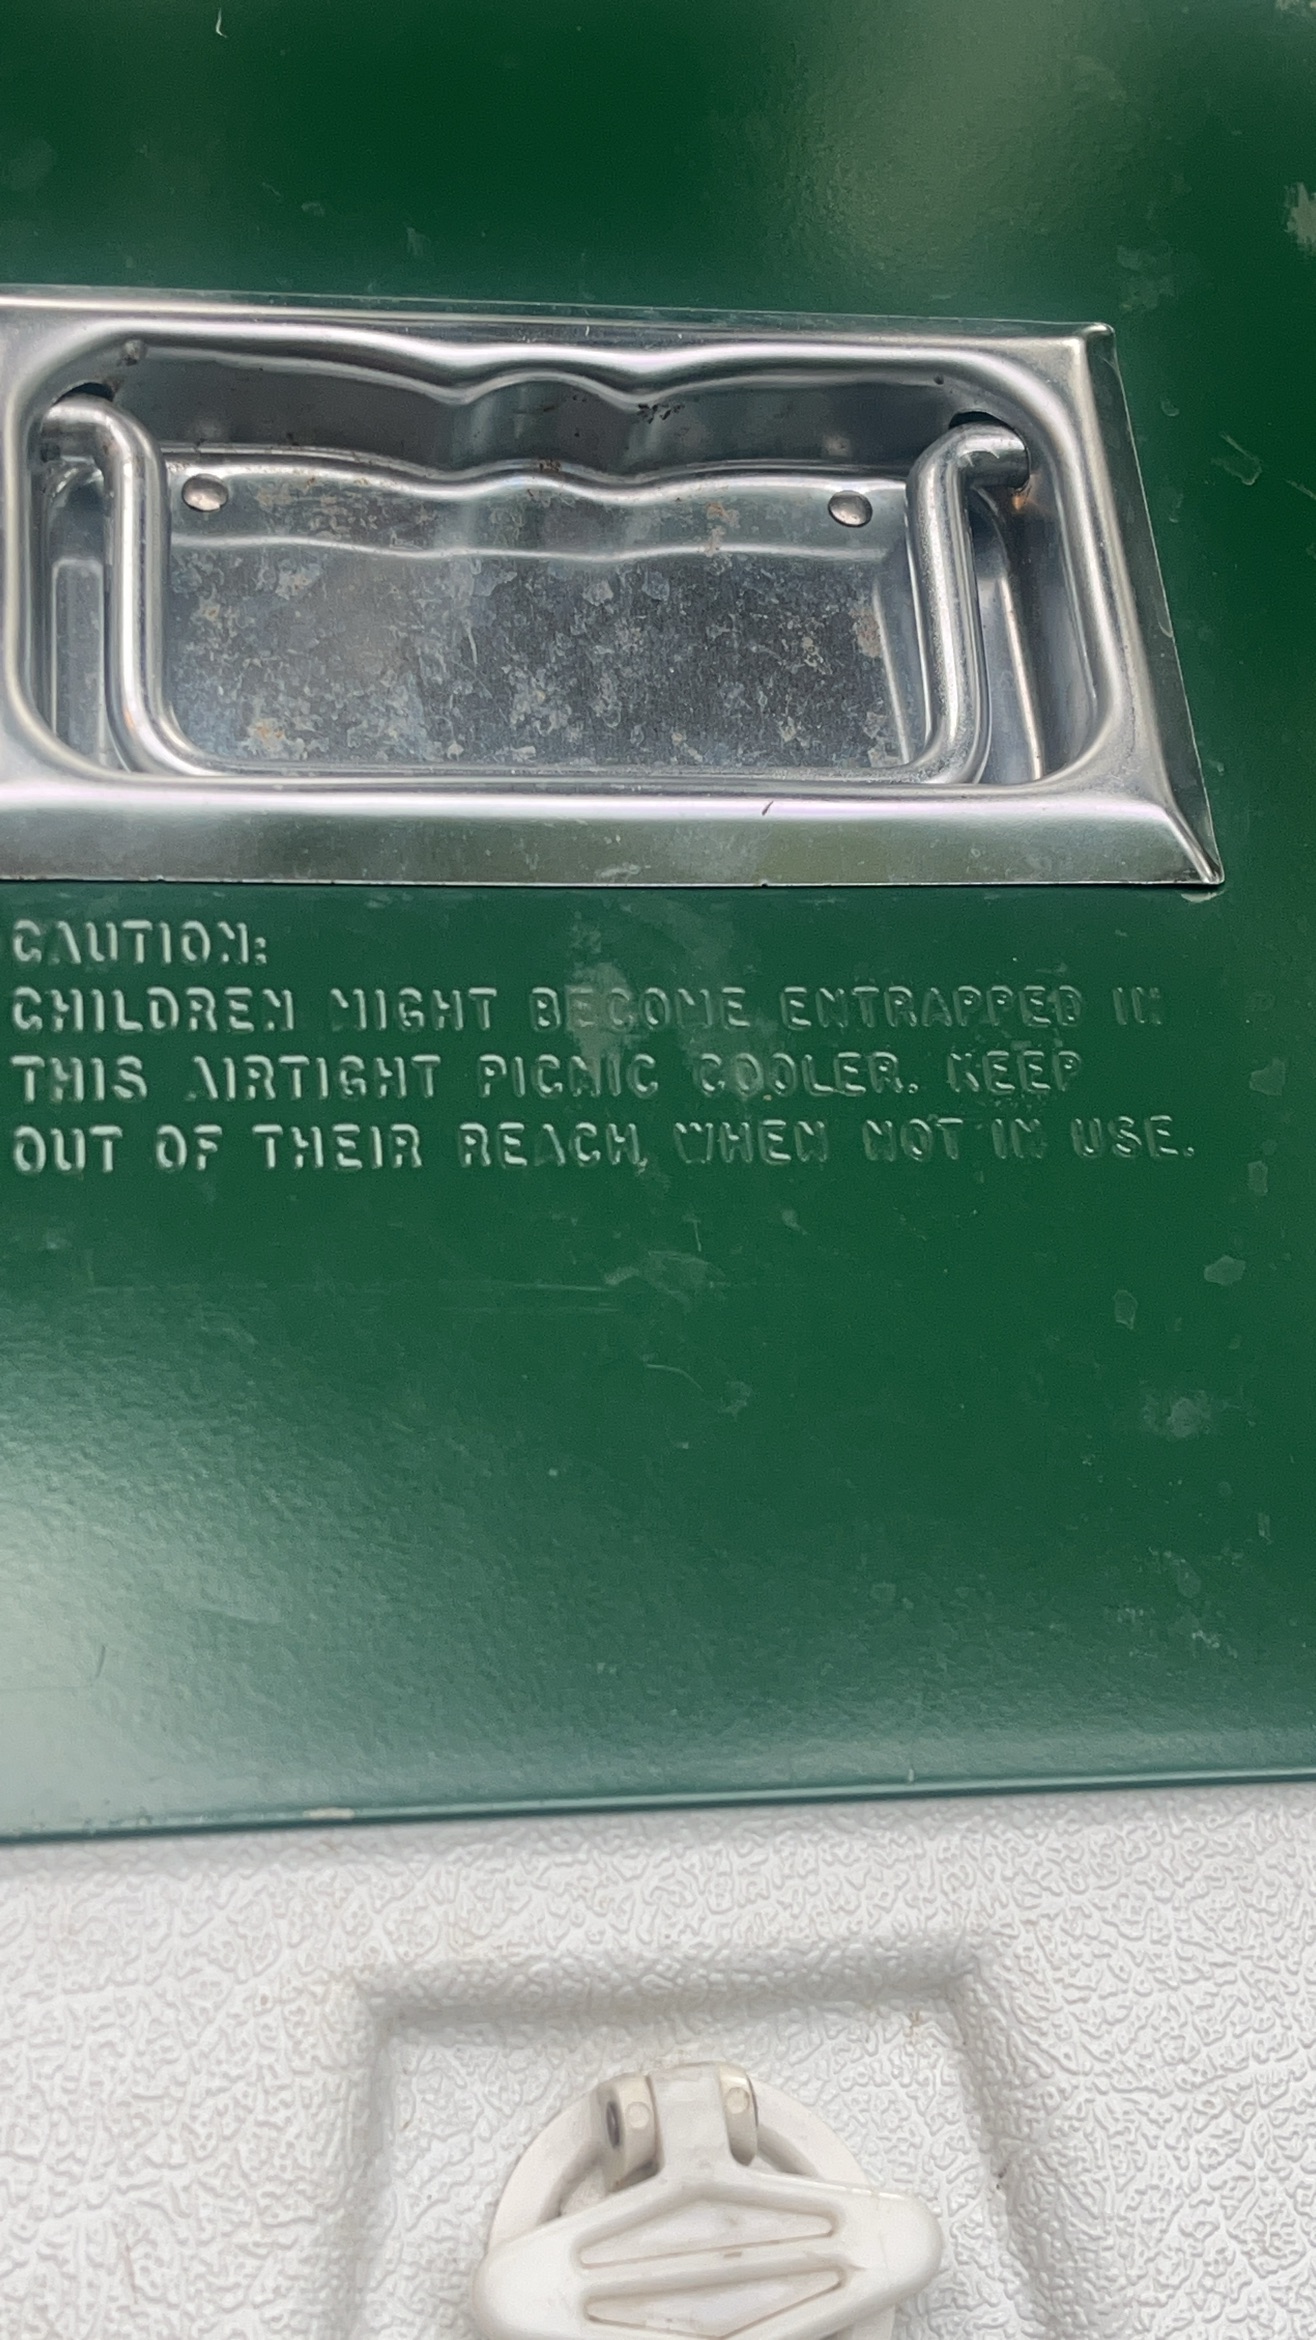 CAUTION:
CHILDREN MIGHT BECOME ENTRAPPED IN
THIS AIRTIGHT PICNIC COOLER. KEEP
OUT OF THEIR REACH WHEN NOT IN USE.